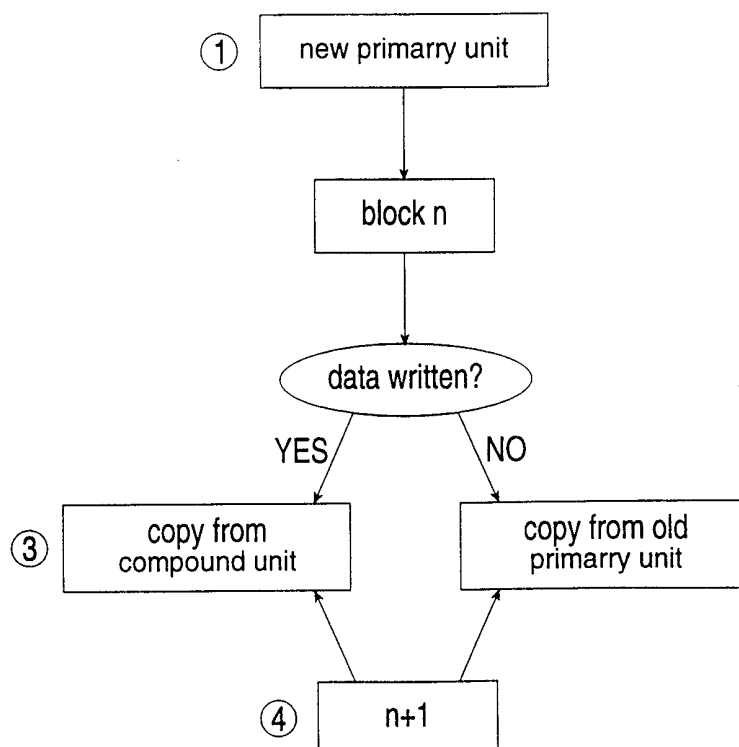 ① new primarry unit
block n
data written?
YES NO
③ copy from
compound unit
copy from old
primarry unit
④ n+1